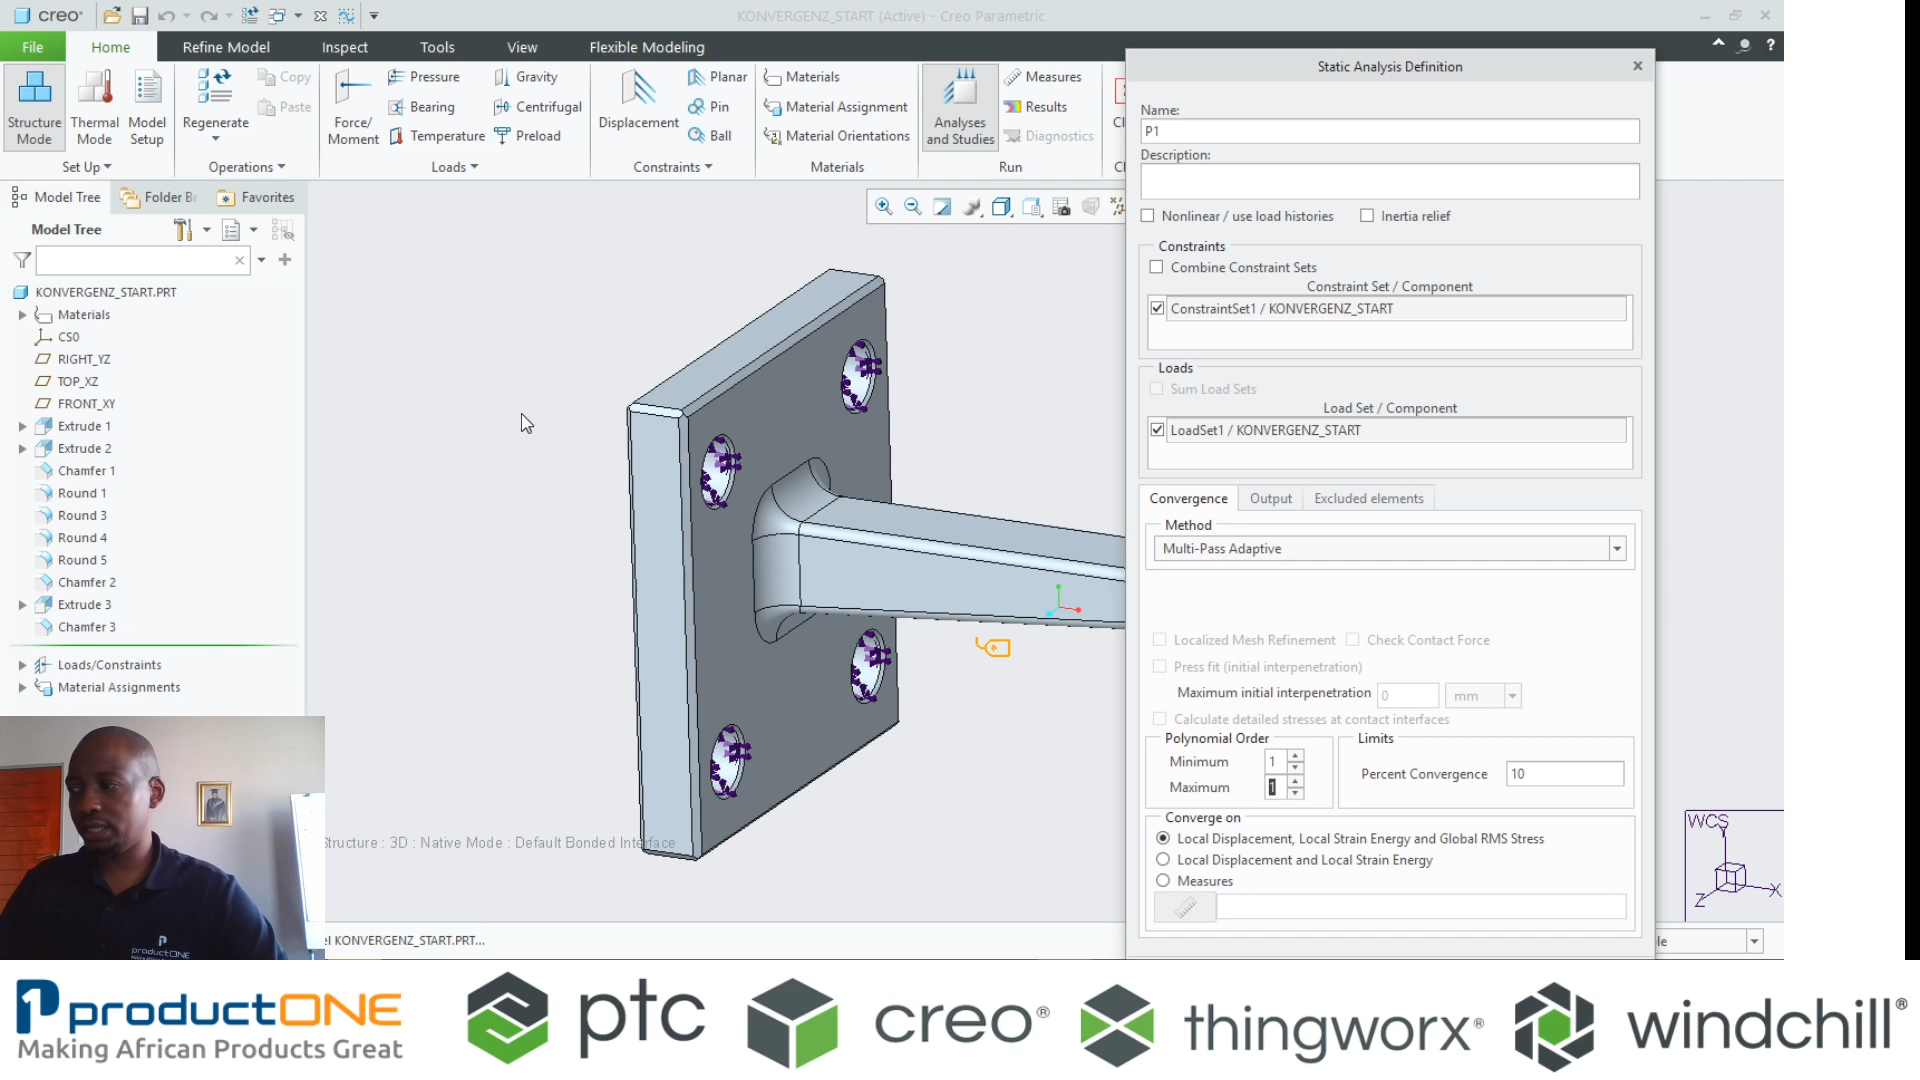 creo®
KONVERGENZ_START (Active) - Creo Parametric
File
Home
Refine Model
Inspect
Tools
View
Flexible Modeling
?
Structure
Mode
Thermal
Mode
Model
Setup
Set Up
Regenerate
Copy
Paste
Operations
Force/
Moment
Pressure
Bearing
Temperature
Gravity
Centrifugal
Preload
Loads
Displacement
Planar
Pin
Ball
Constraints
Materials
Material Assignment
Material Orientations
Materials
Analyses
and Studies
Measures
Results
Diagnostics
Run
Model Tree
Favorites
Model Tree
KONVERGENZ_START.PRT
Materials
CS0
RIGHT_YZ
TOP_XZ
FRONT_XY
Extrude 1
Extrude 2
Chamfer 1
Round 1
Round 3
Round 4
Round 5
Chamfer 2
Extrude 3
Chamfer 3
Loads/Constraints
Material Assignments
Static Analysis Definition
Name:
P1
Description:
Nonlinear / use load histories
Inertia relief
Constraints
Combine Constraint Sets
Constraint Set / Component
ConstraintSet1 / KONVERGENZ_START
Loads
Sum Load Sets
Load Set / Component
LoadSet1 / KONVERGENZ_START
Convergence
Output
Excluded elements
Method
Multi-Pass Adaptive
Localized Mesh Refinement
Check Contact Force
Press fit (initial interpenetration)
Maximum initial interpenetration
0
mm
Calculate detailed stresses at contact interfaces
Polynomial Order
Minimum
1
Maximum
1
Limits
Percent Convergence
10
Converge on
Local Displacement, Local Strain Energy and Global RMS Stress
Local Displacement and Local Strain Energy
Measures
: 3D : Native Mode : Default Bonded Interface
KONVERGENZ_START.PRT...
WCS
X
Z
productONE
productONE
Making African Products Great
ptc
creo®
thingworx®
windchill®